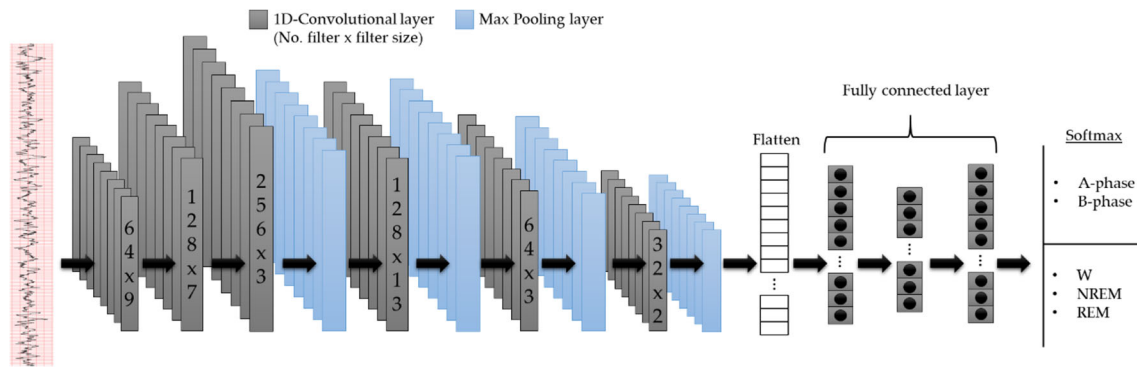 1D-Convolutional layer
(No. filter x filter size)
Max Pooling layer
64x9
128x7
256x3
128x13
64x3
32x2
Flatten
Fully connected layer
Softmax
• A-phase
• B-phase
• W
• NREM
• REM